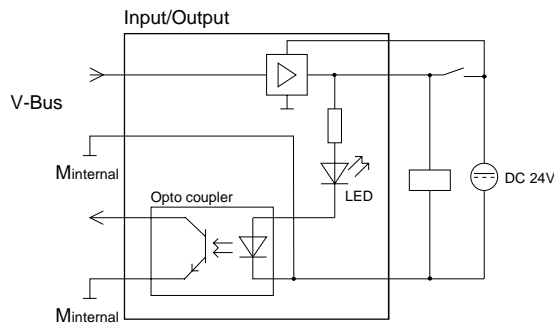 Input/Output
V-Bus
Minternal
Opto coupler
LED
DC 24V
Minternal